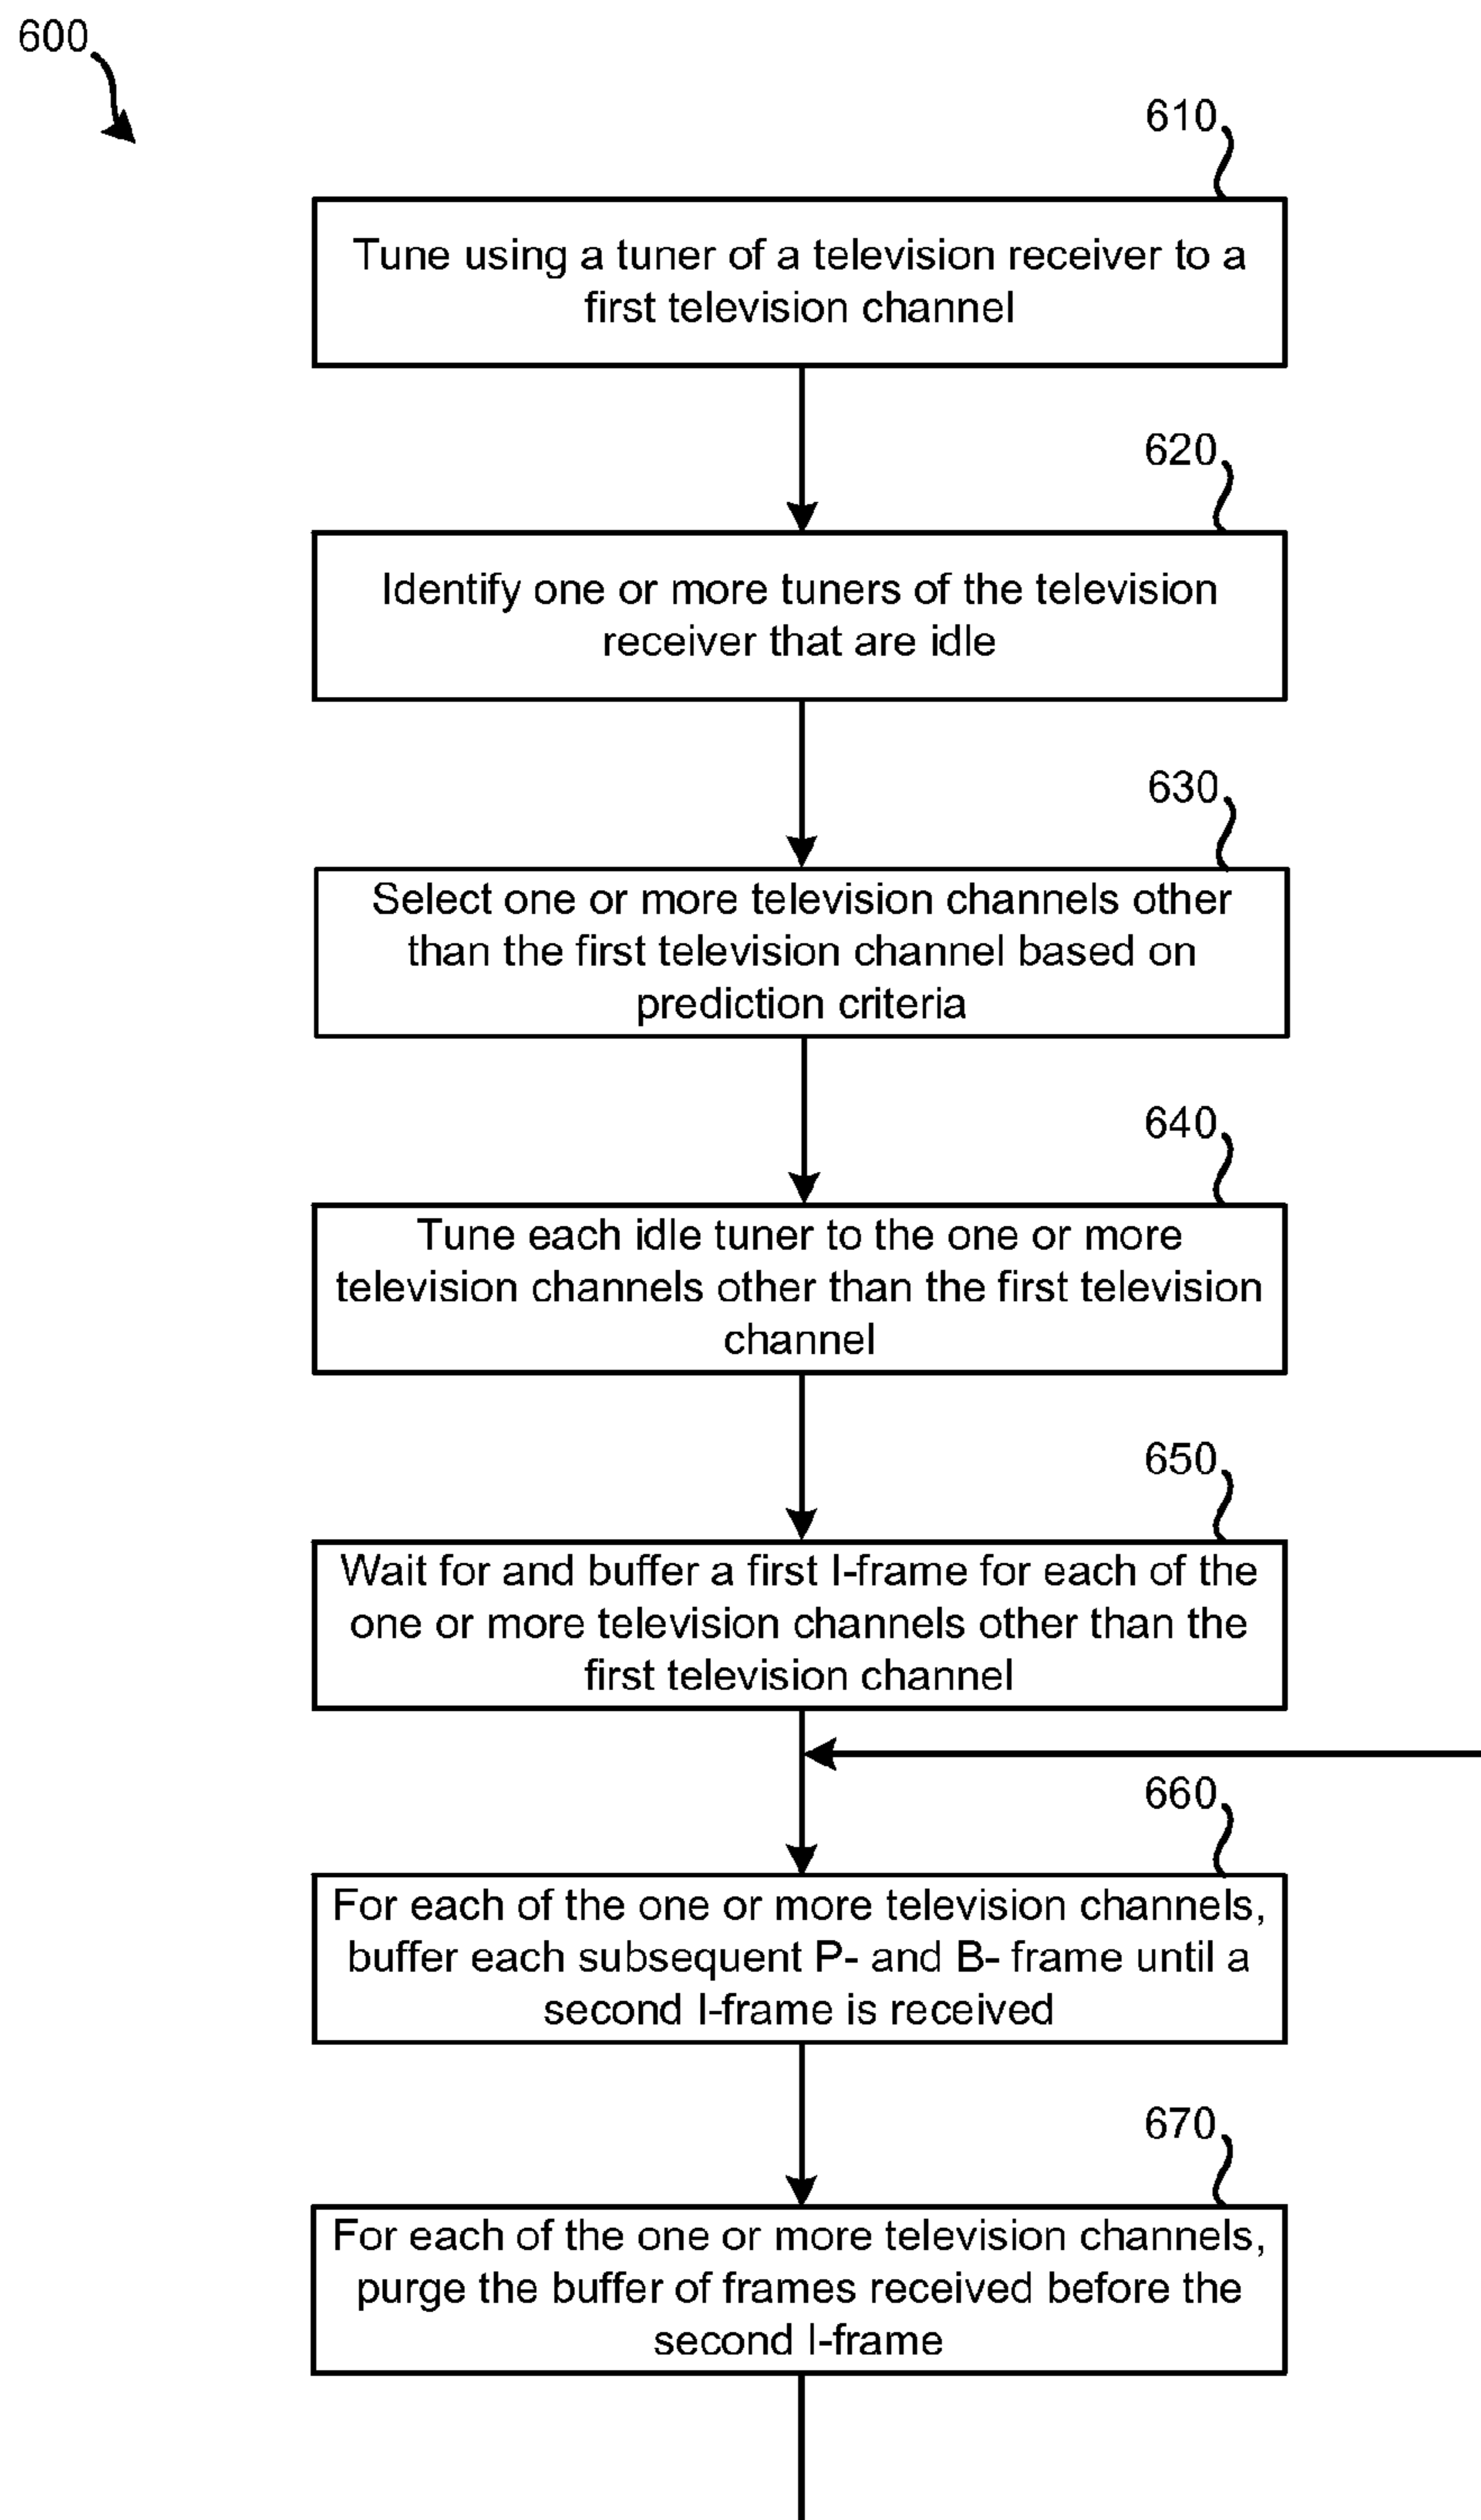 600
610
Tune using a tuner of a television receiver to a
first television channel
620
Identify one or more tuners of the television
receiver that are idle
630
Select one or more television channels other
than the first television channel based on
prediction criteria
640
Tune each idle tuner to the one or more
television channels other than the first television
channel
650
Wait for and buffer a first I-frame for each of the
one or more television channels other than the
first television channel
660
For each of the one or more television channels,
buffer each subsequent P- and B- frame until a
second I-frame is received
670
For each of the one or more television channels,
purge the buffer of frames received before the
second I-frame